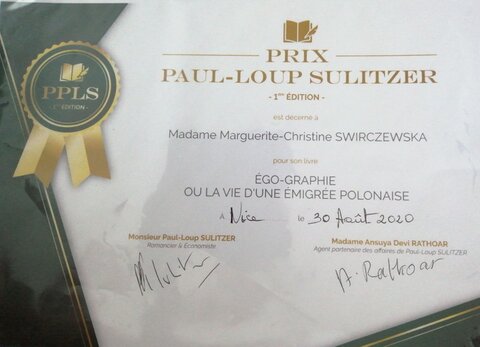 PRIX
PAUL-LOUP SULITZER
- 1ère ÉDITION -
PPLS
- 1ère ÉDITION -
est décerné à
Madame Marguerite-Christine SWIRCZEWSKA
pour son livre
ÉGO-GRAPHIE
OU LA VIE D'UNE ÉMIGRÉE POLONAISE
À Nice le 30 Août 2020
Monsieur Paul-Loup SULITZER
Romancier & Economiste
Madame Ansuya Devi RATHOAR
Agent partenaire des affaires de Paul-Loup SULITZER
A. Rathoar